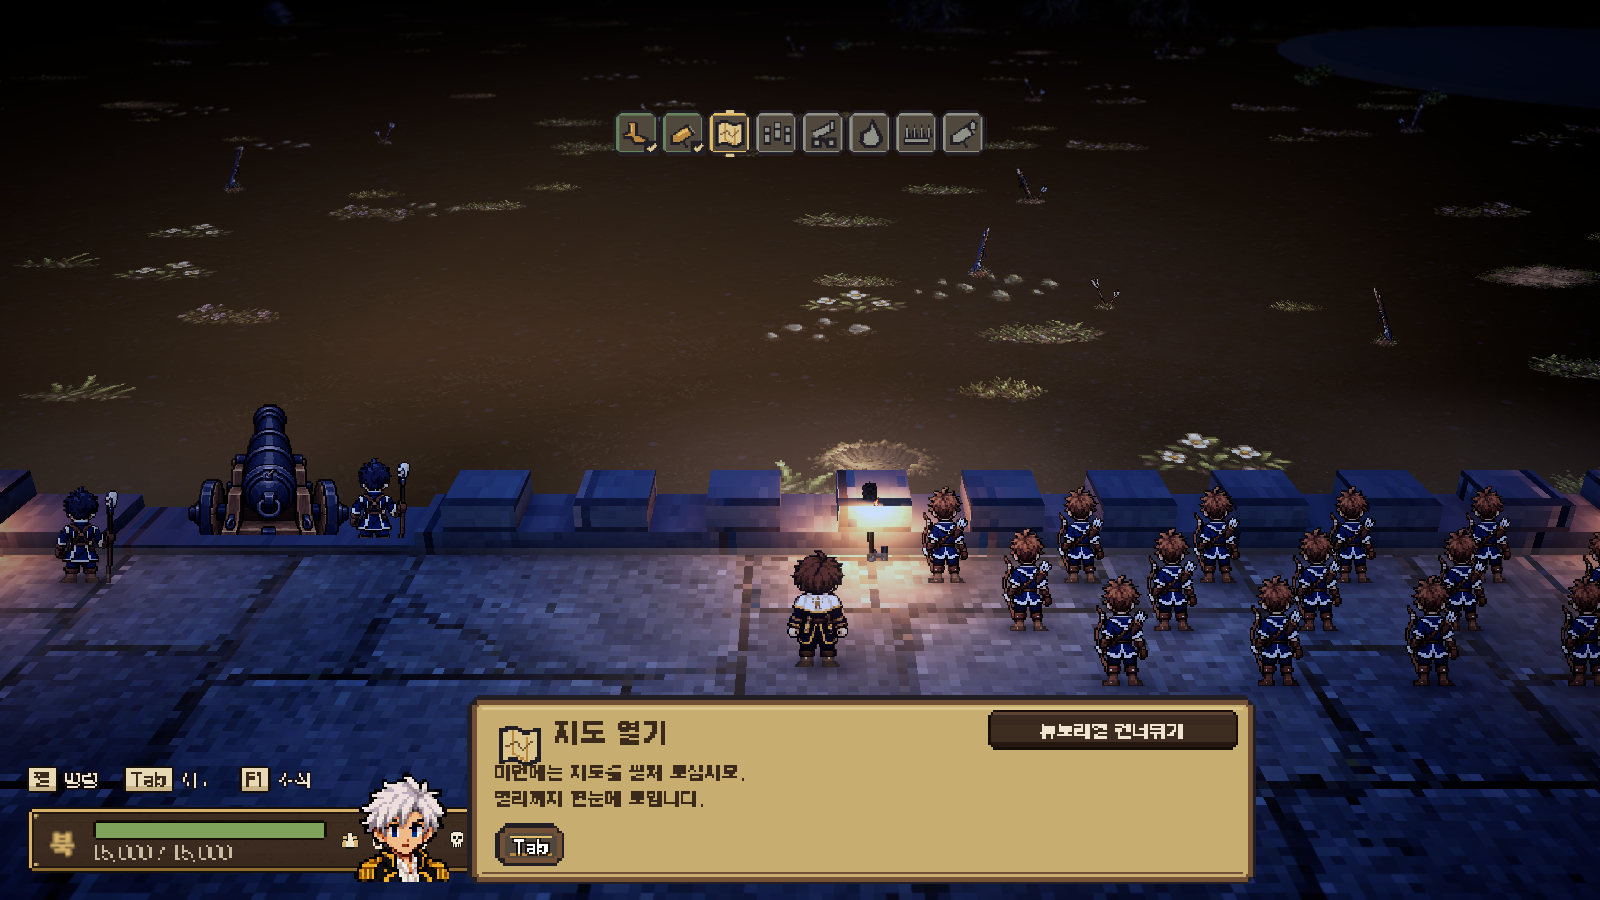 지도 열기
튜토리얼 건너뛰기
이번에는 지도를 펼쳐 보십시오.
멀리까지 한눈에 보입니다.
Tab
Tab
F1
북
15,000 / 15,000